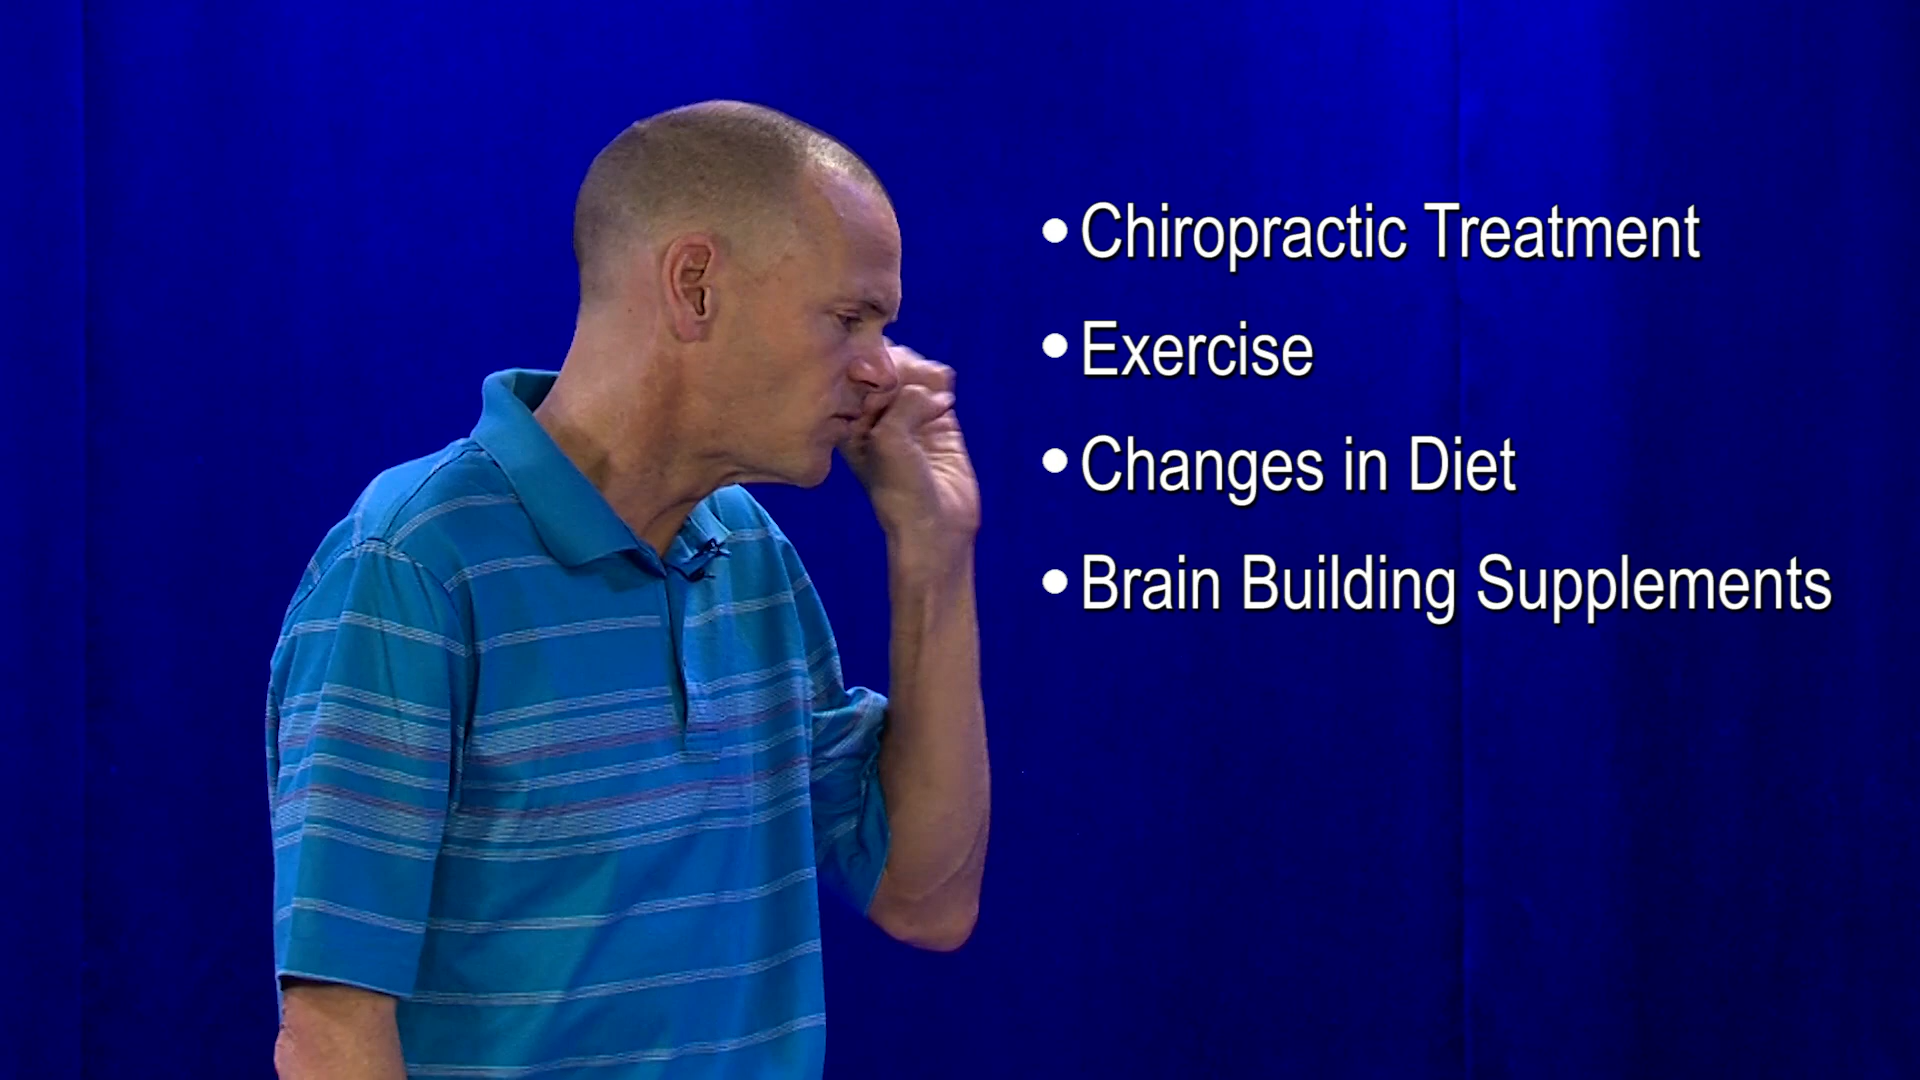 • Chiropractic Treatment
• Exercise
• Changes in Diet
• Brain Building Supplements